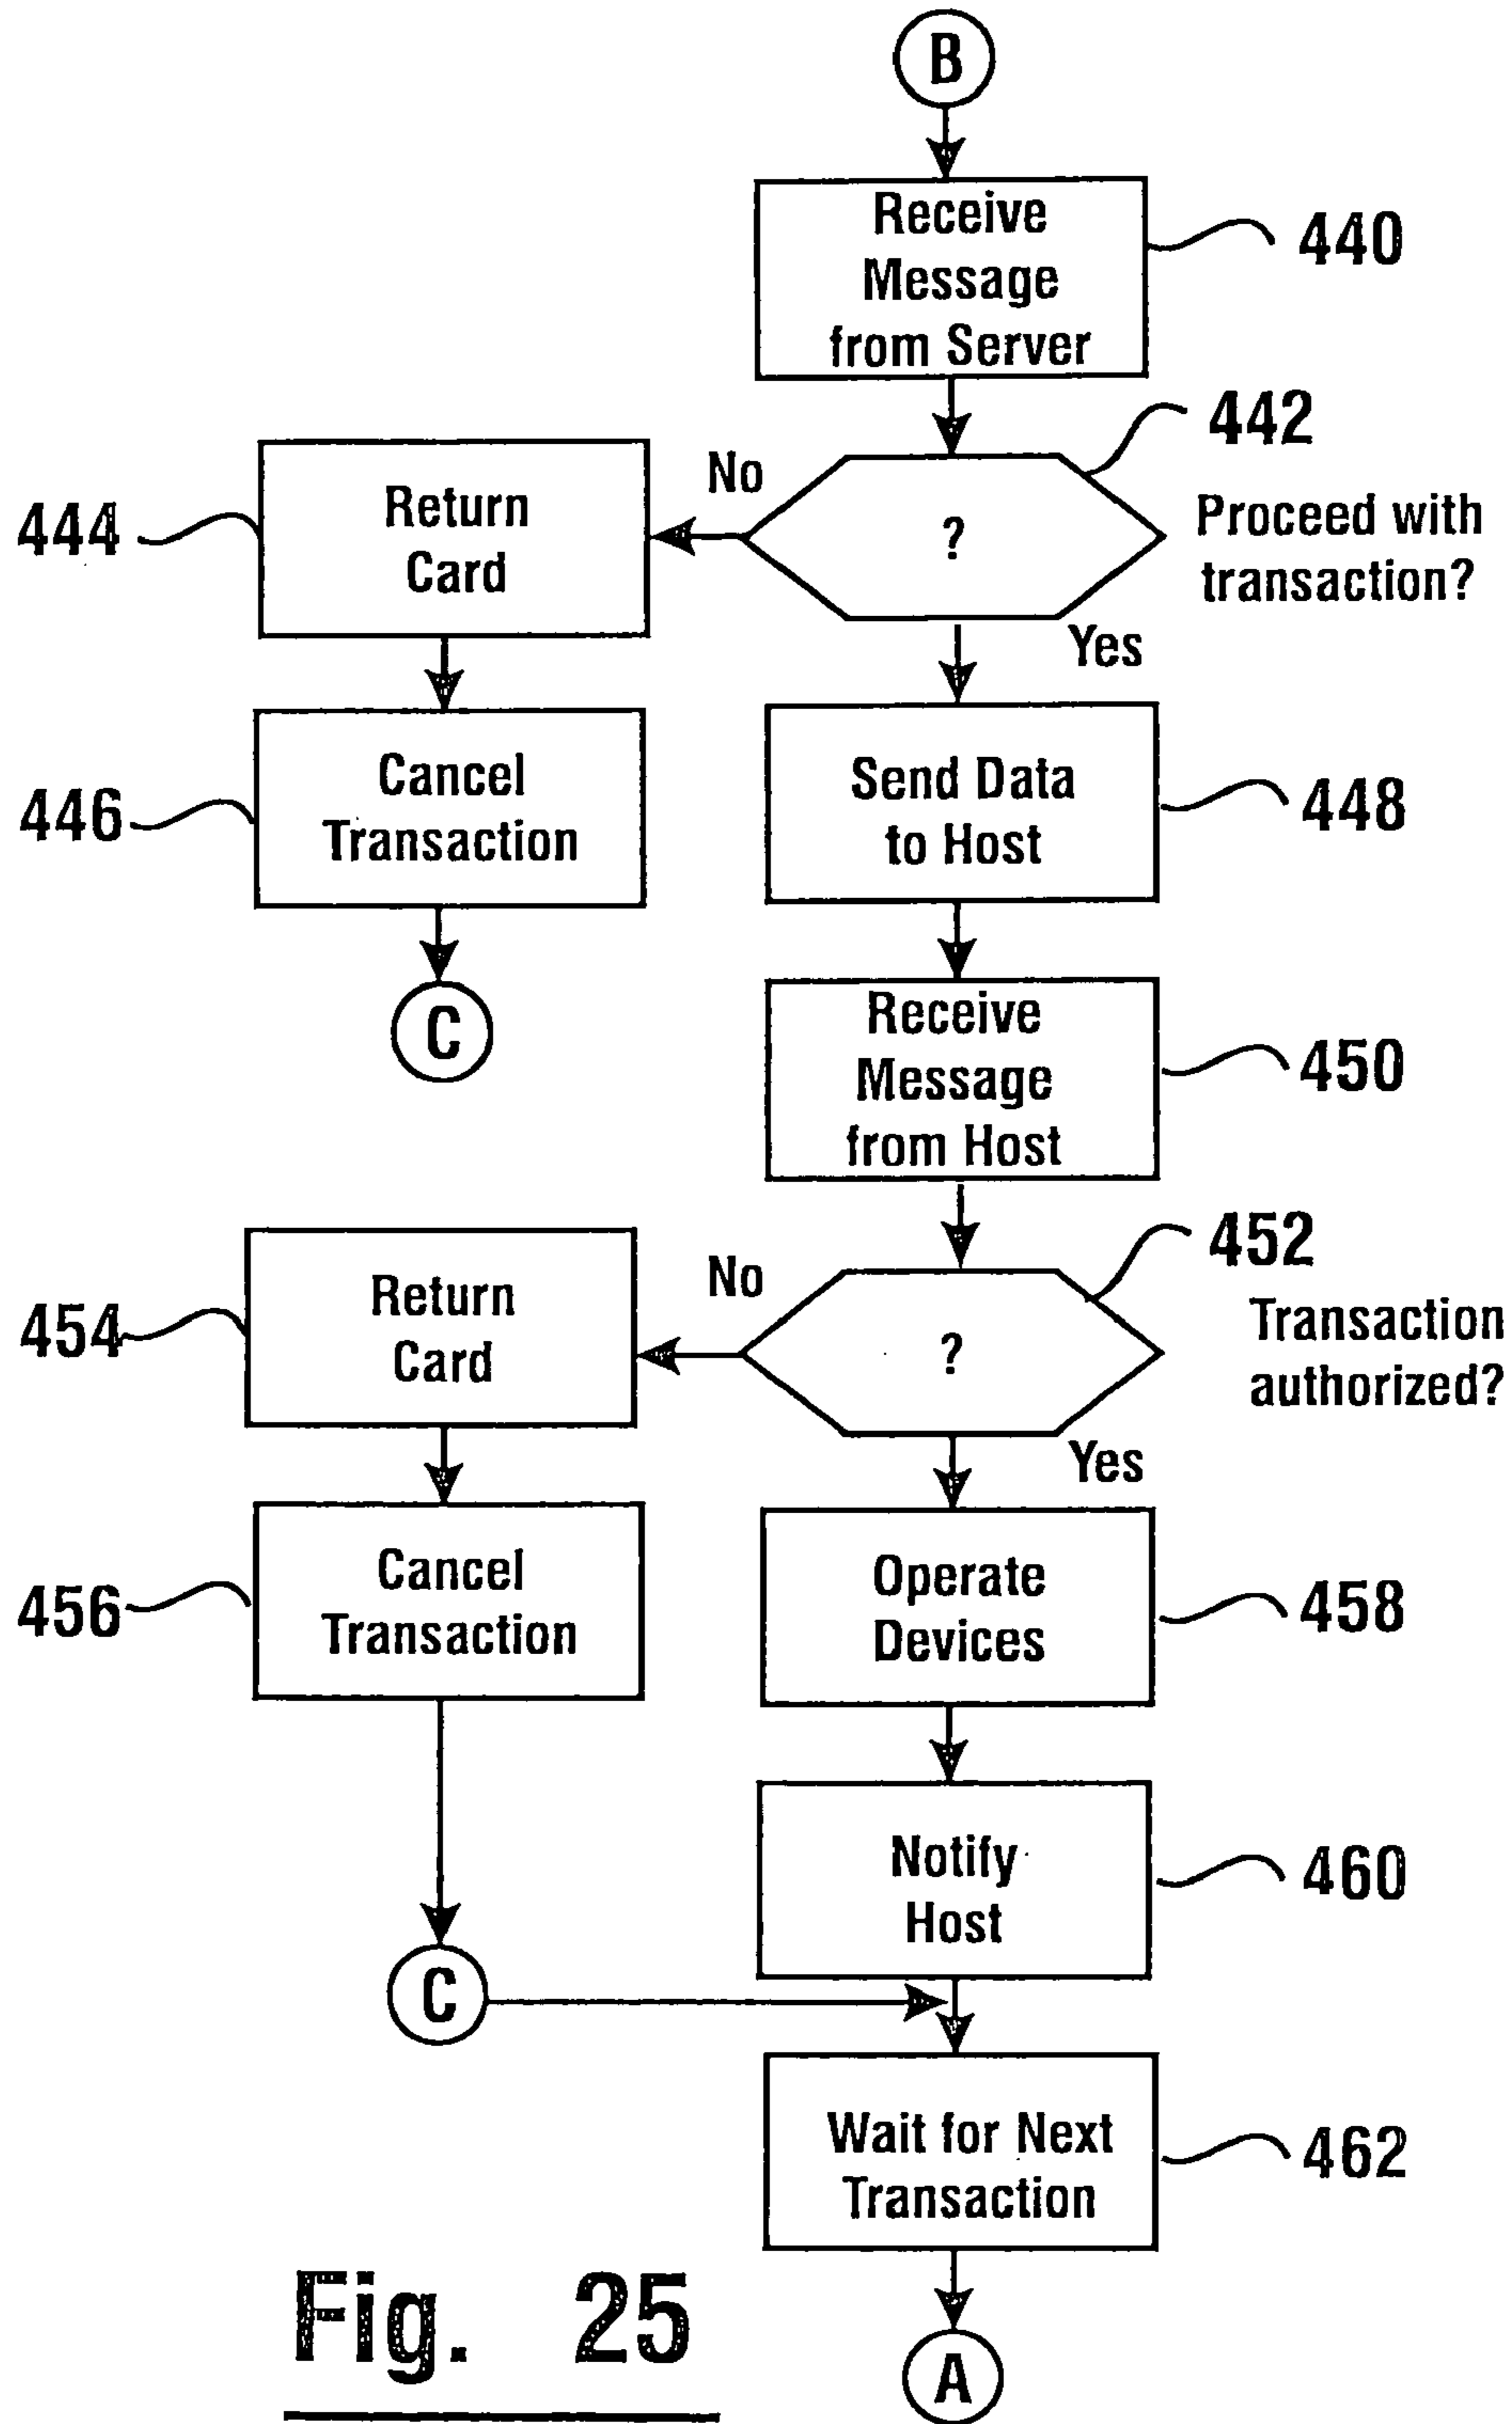 B
Receive
Message
from Server
440
442
No
?
Proceed with
transaction?
Yes
444
Return
Card
446
Cancel
Transaction
C
Send Data
to Host
448
Receive
Message
from Host
450
452
No
?
Transaction
authorized?
Yes
454
Return
Card
456
Cancel
Transaction
C
Operate
Devices
458
Notify
Host
460
Wait for Next
Transaction
462
A
Fig. 25